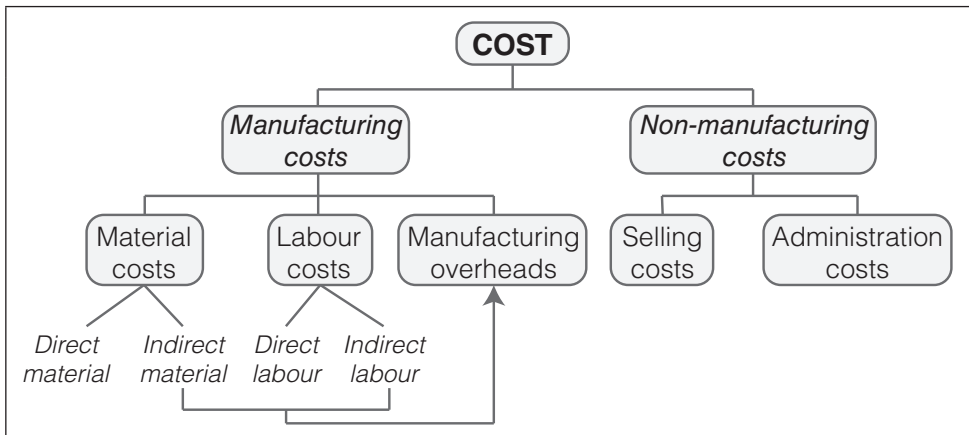 COST
Manufacturing
costs
Non-manufacturing
costs
Material
costs
Labour
costs
Manufacturing
overheads
Selling
costs
Administration
costs
Direct
material
Indirect
material
Direct
labour
Indirect
labour